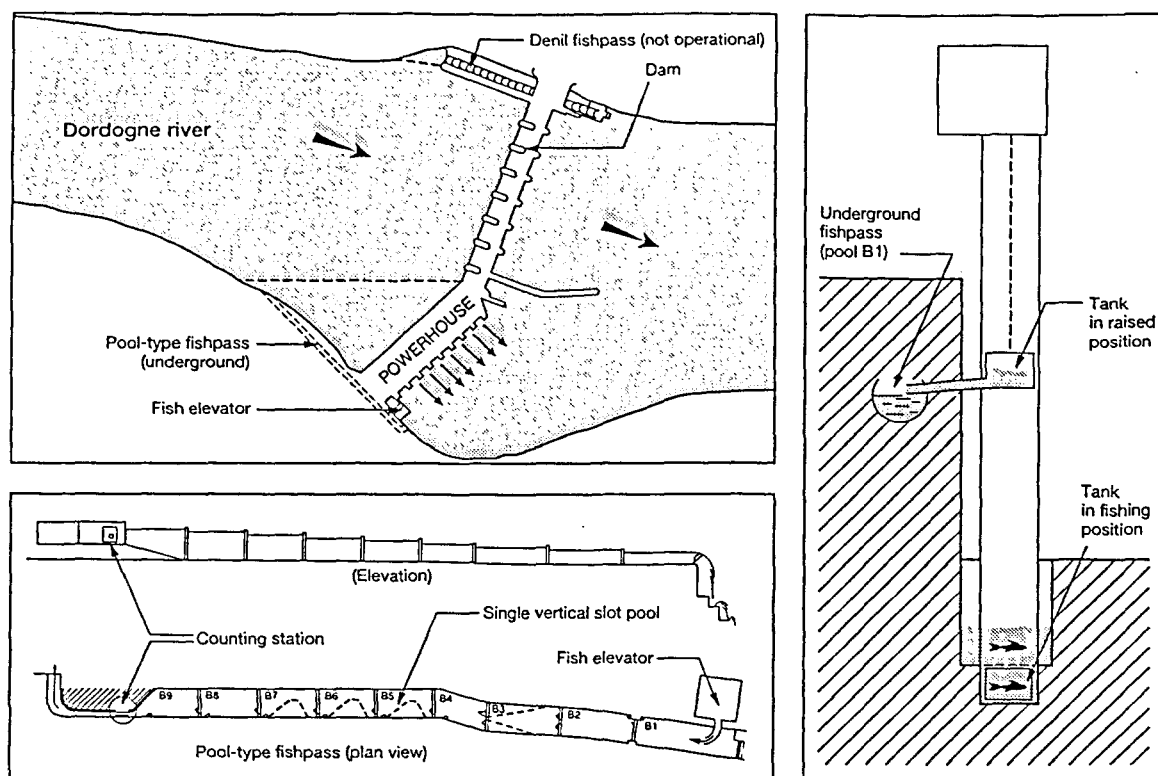 Denil fishpass (not operational)
Dam
Dordogne river
POWERHOUSE
Pool-type fishpass
(underground)
Fish elevator
(Elevation)
Single vertical slot pool
Counting station
Fish elevator
B9
B8
B7
B6
B5
B4
B3
B2
B1
Pool-type fishpass (plan view)
Underground
fishpass
(pool B1)
Tank
in raised
position
Tank
in fishing
position